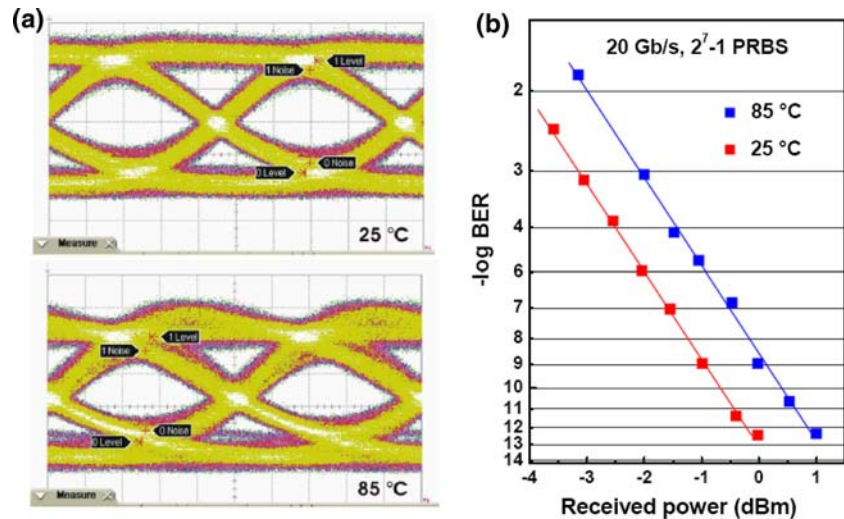 (a)
1 Level
1 Noise
0 Noise
0 Level
25 °C
Measure
1 Level
1 Noise
0 Noise
0 Level
85 °C
Measure
(b)
20 Gb/s, 2⁷-1 PRBS
85 °C
25 °C
-log BER
2
3
4
6
7
8
9
10
11
12
13
14
-4
-3
-2
-1
0
1
Received power (dBm)